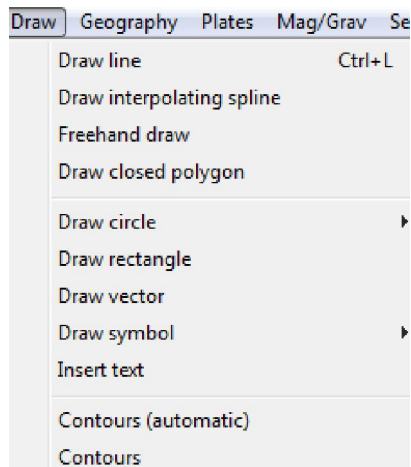 Draw Geography Plates Mag/Grav Se
Draw line Ctrl+L
Draw interpolating spline
Freehand draw
Draw closed polygon
Draw circle
Draw rectangle
Draw vector
Draw symbol
Insert text
Contours (automatic)
Contours